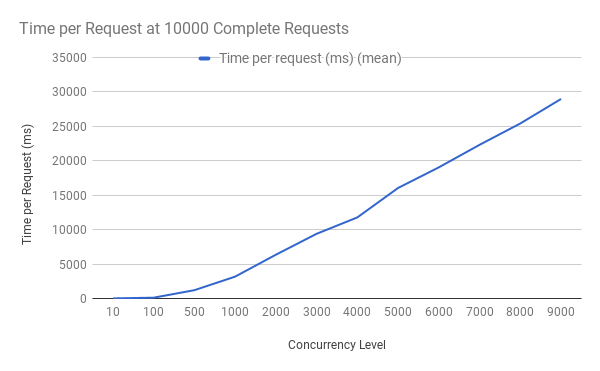 Time per Request at 10000 Complete Requests
Time per request (ms) (mean)
Time per Request (ms)
35000
30000
25000
20000
15000
10000
5000
0
10 100 500 1000 2000 3000 4000 5000 6000 7000 8000 9000
Concurrency Level